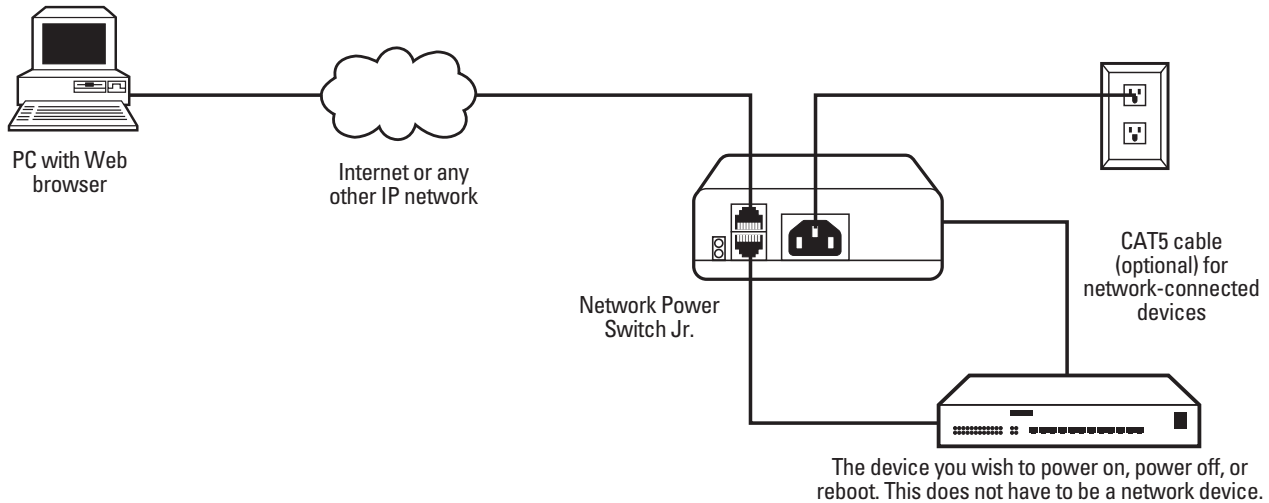 PC with Web
browser
Internet or any
other IP network
Network Power
Switch Jr.
CAT5 cable
(optional) for
network-connected
devices
The device you wish to power on, power off, or
reboot. This does not have to be a network device.